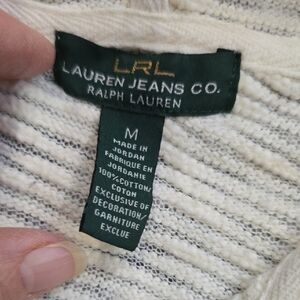 LRL
LAUREN JEANS CO.
RALPH LAUREN
M
MADE IN
JORDAN
FABRIQUE EN
JORDANIE
100% COTTON/
COTON
EXCLUSIVE OF
DECORATION/
GARNITURE
EXCLUE